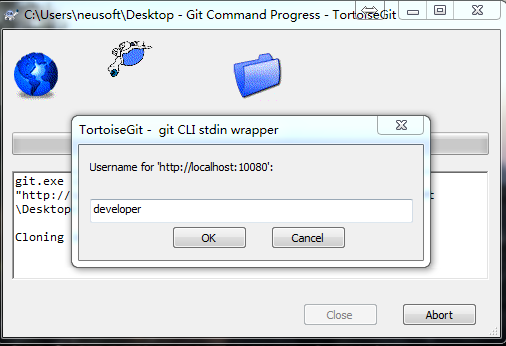 C:\Users\neusoft\Desktop - Git Command Progress - TortoiseGit
TortoiseGit - git CLI stdin wrapper
Username for 'http://localhost:10080':
developer
OK
Cancel
git.exe
"http://
\Desktop
Cloning
Close
Abort